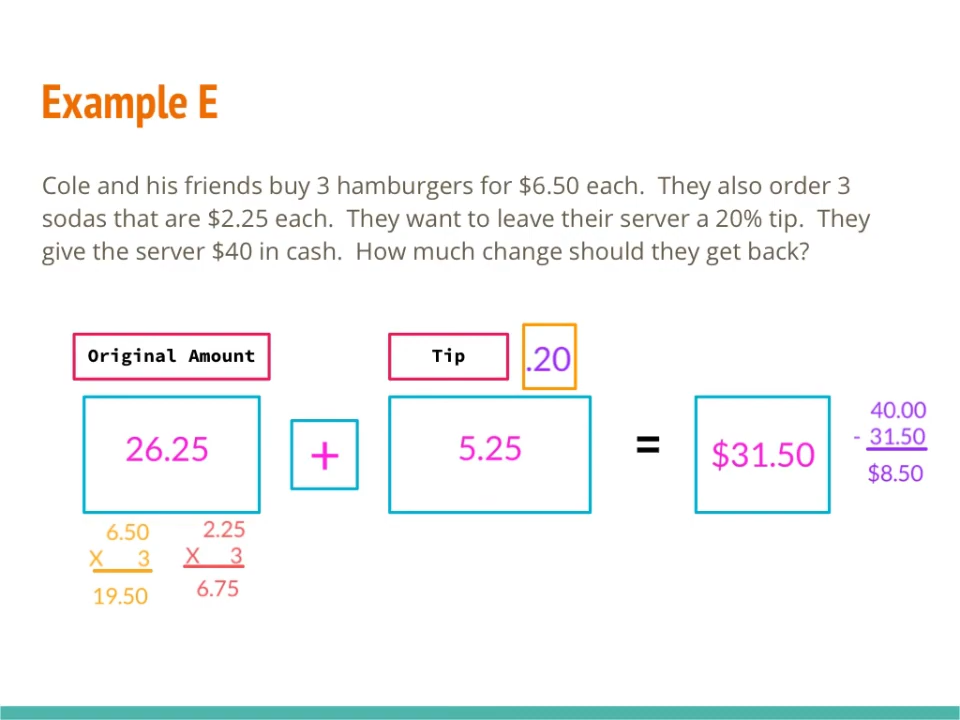 Example E
Cole and his friends buy 3 hamburgers for $6.50 each.  They also order 3
sodas that are $2.25 each.  They want to leave their server a 20% tip.  They
give the server $40 in cash.  How much change should they get back?
Original Amount
Tip
.20
26.25
+
5.25
=
$31.50
40.00
- 31.50
$8.50
6.50
X 3
19.50
2.25
X 3
6.75